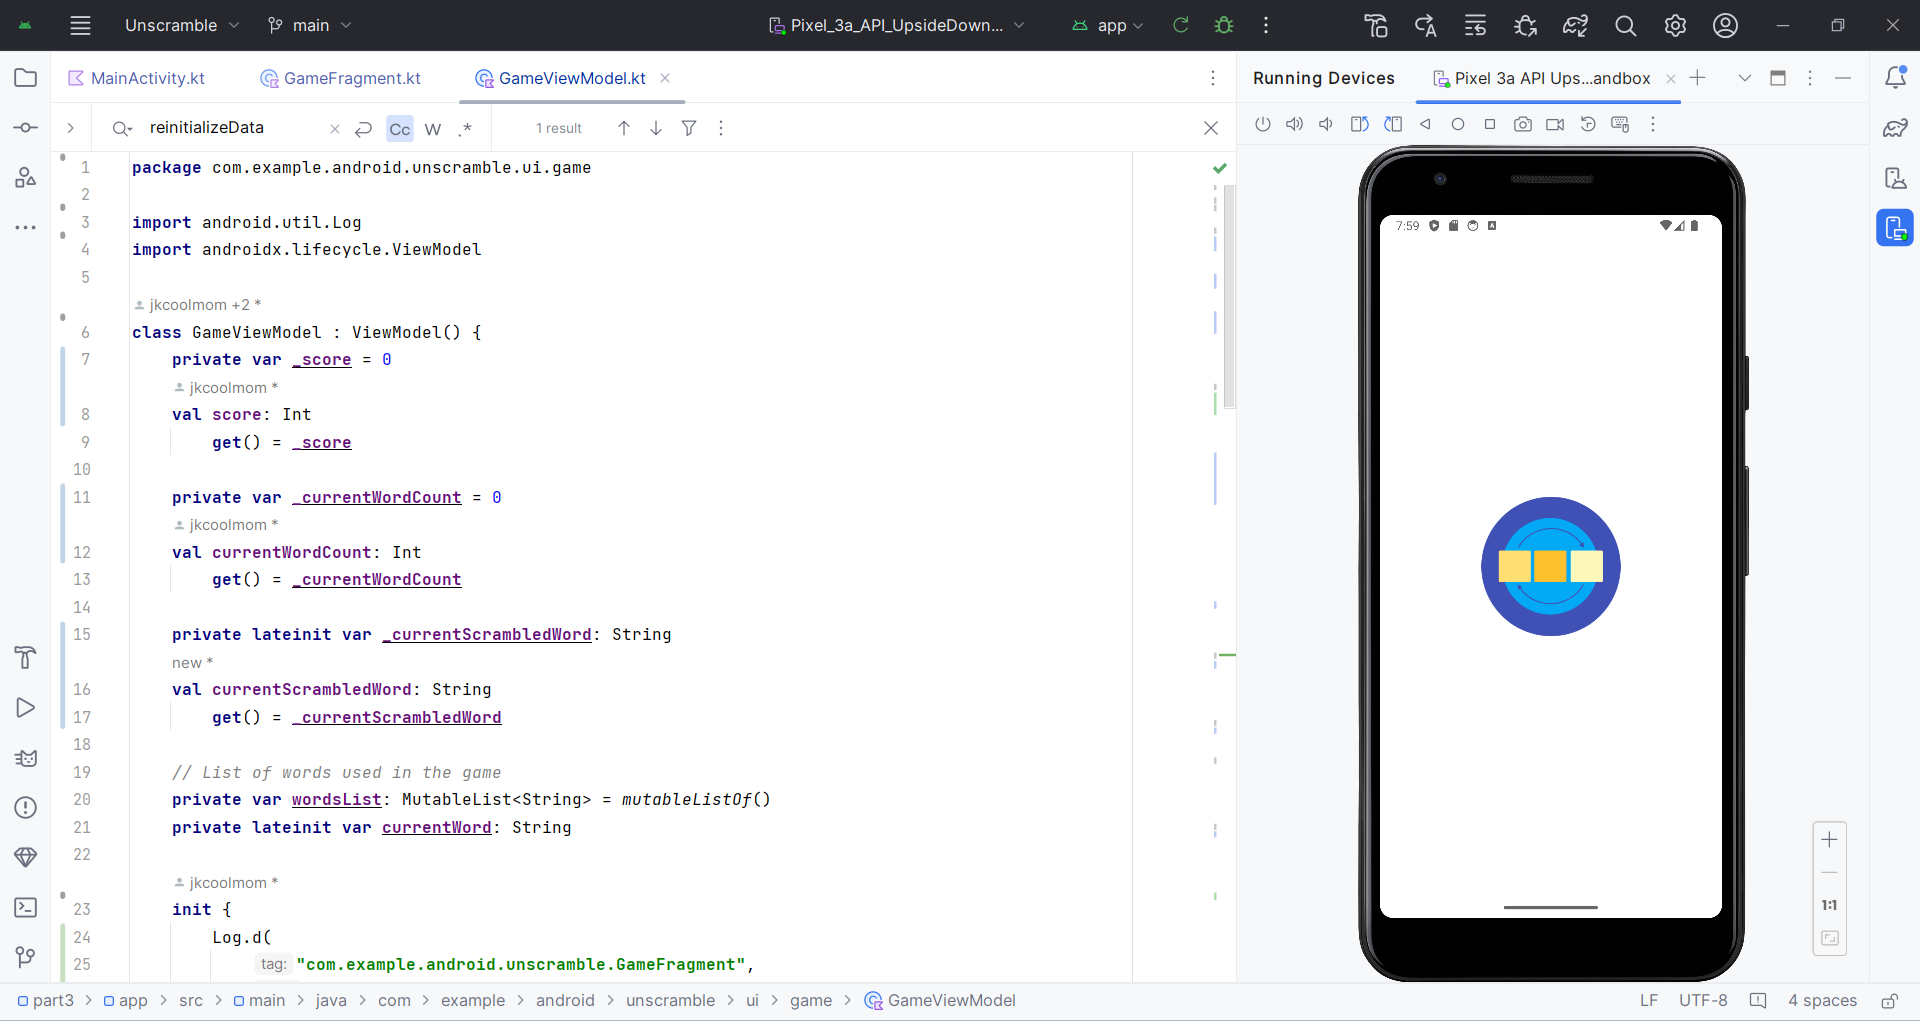 Unscramble main Pixel_3a_API_UpsideDown... app
MainActivity.kt GameFragment.kt GameViewModel.kt Running Devices Pixel 3a API Ups...andbox
reinitializeData Cc W .* 1 result
1 package com.example.android.unscramble.ui.game
2
3 import android.util.Log
4 import androidx.lifecycle.ViewModel
5
jkcoolmom +2 *
6 class GameViewModel : ViewModel() {
7 private var _score = 0
jkcoolmom *
8 val score: Int
9 get() = _score
10
11 private var _currentWordCount = 0
jkcoolmom *
12 val currentWordCount: Int
13 get() = _currentWordCount
14
15 private lateinit var _currentScrambledWord: String
new *
16 val currentScrambledWord: String
17 get() = _currentScrambledWord
18
19 // List of words used in the game
20 private var wordsList: MutableList<String> = mutableListOf()
21 private lateinit var currentWord: String
22
jkcoolmom *
23 init {
24 Log.d(
25 tag: "com.example.android.unscramble.GameFragment",
7:59
1:1
part3 > app > src > main > java > com > example > android > unscramble > ui > game > GameViewModel LF UTF-8 4 spaces